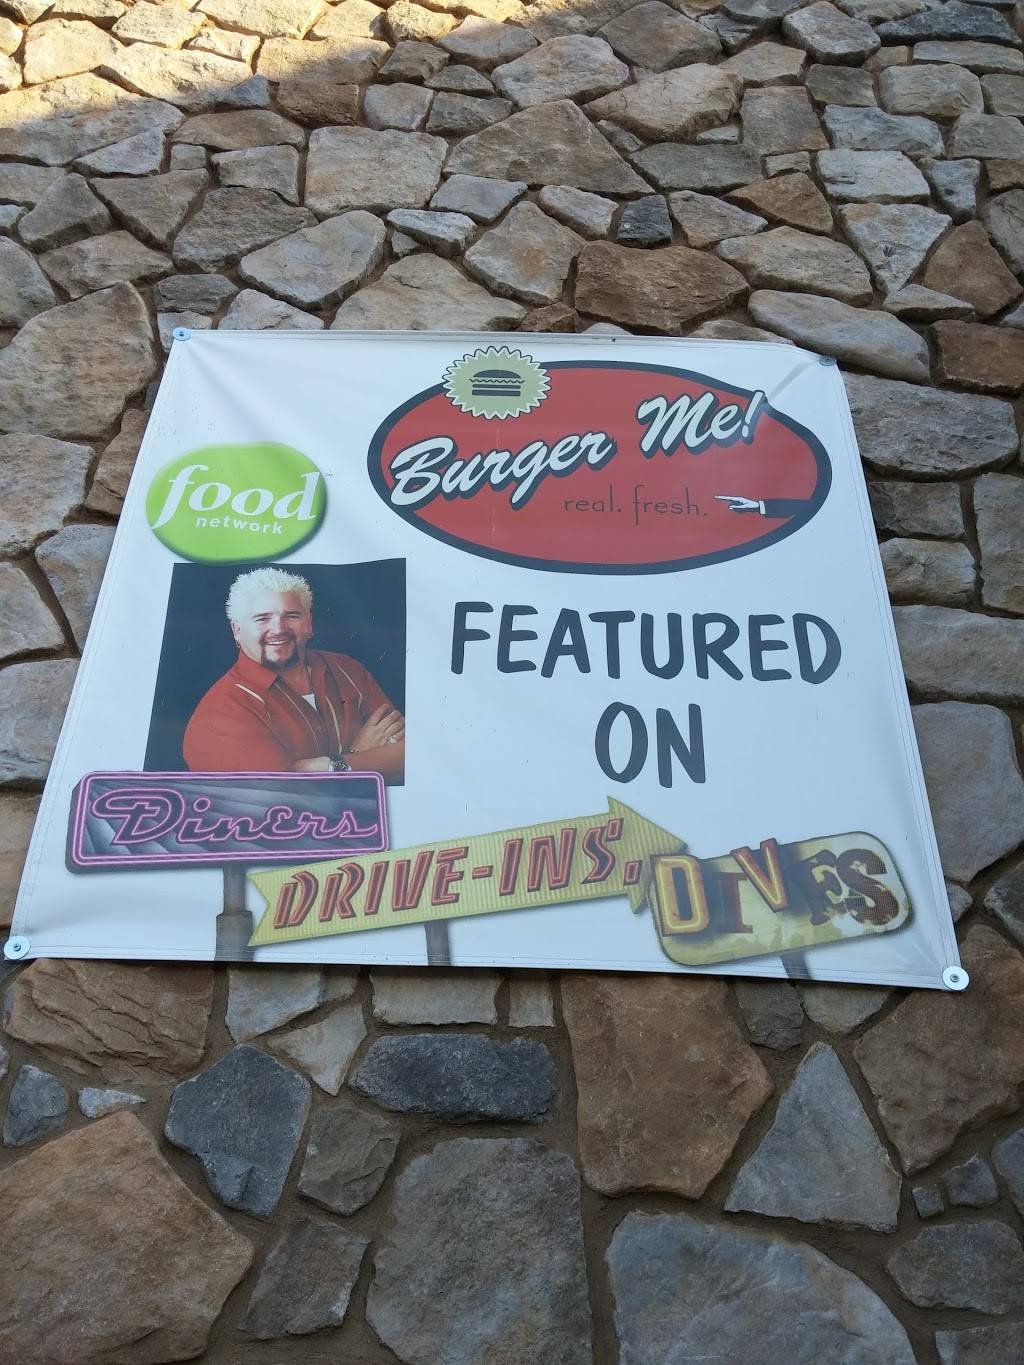 Burger Me!
real. fresh.
food
network
FEATURED
ON
Diners
DRIVE-INS',
DIVES